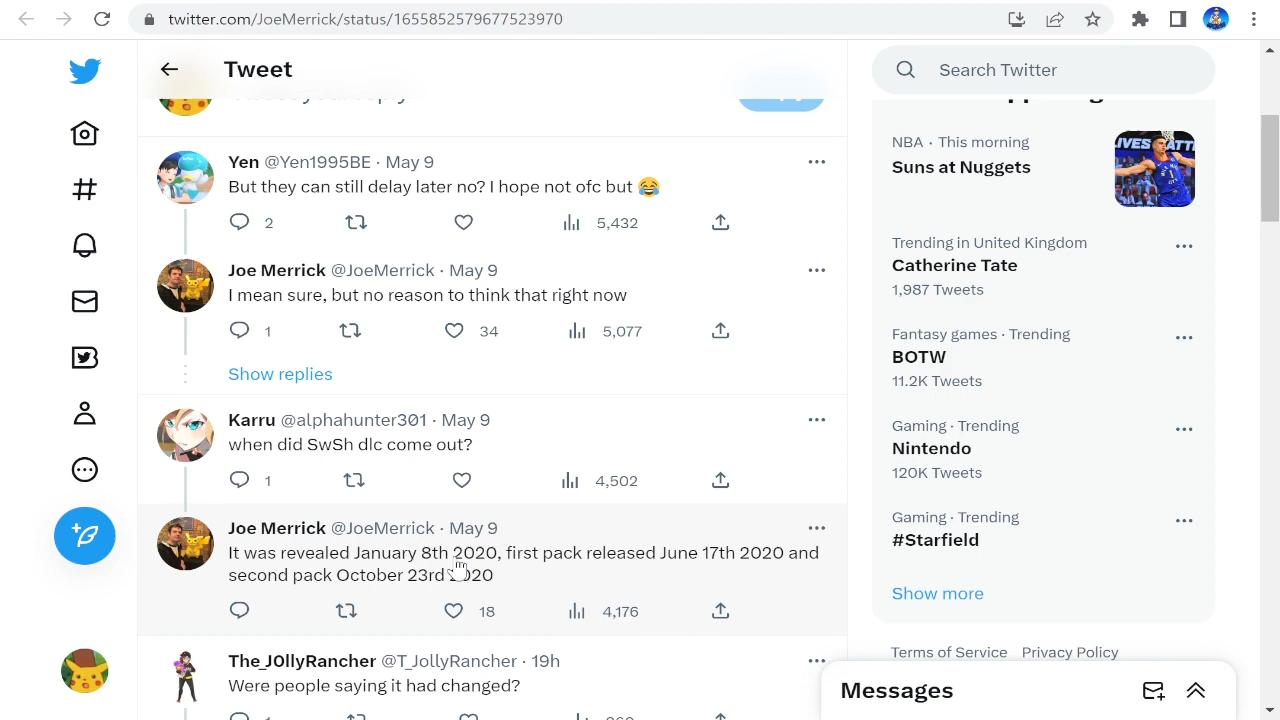 twitter.com/JoeMerrick/status/1655852579677523970
Tweet
Search Twitter
Yen @Yen1995BE · May 9
But they can still delay later no? I hope not ofc but 😂
2 5,432
Joe Merrick @JoeMerrick · May 9
I mean sure, but no reason to think that right now
1 34 5,077
Show replies
Karru @alphahunter301 · May 9
when did SwSh dlc come out?
1 4,502
Joe Merrick @JoeMerrick · May 9
It was revealed January 8th 2020, first pack released June 17th 2020 and
second pack October 23rd 2020
18 4,176
The_J0llyRancher @T_JollyRancher · 19h
Were people saying it had changed?
NBA · This morning
Suns at Nuggets
Trending in United Kingdom
Catherine Tate
1,987 Tweets
Fantasy games · Trending
BOTW
11.2K Tweets
Gaming · Trending
Nintendo
120K Tweets
Gaming · Trending
#Starfield
Show more
Terms of Service Privacy Policy
Messages